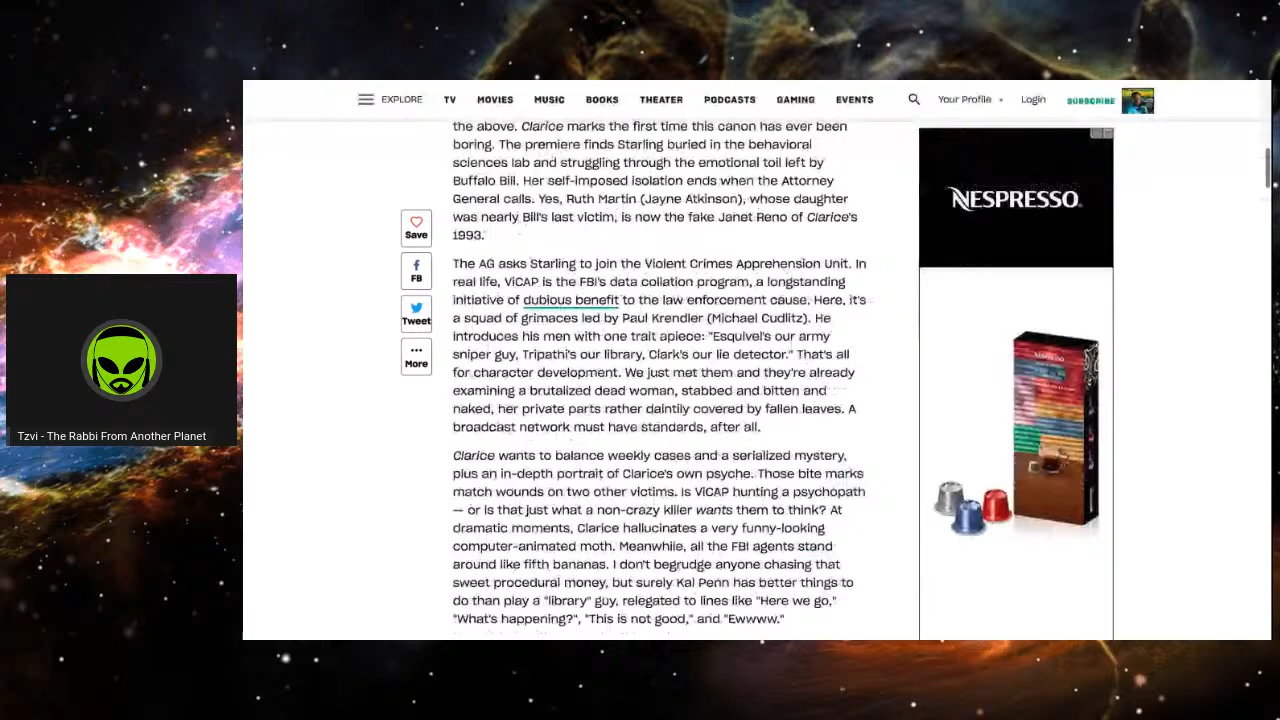 EXPLORE TV MOVIES MUSIC BOOKS THEATER PODCASTS GAMING EVENTS Your Profile Login SUBSCRIBE
the above. Clarice marks the first time this canon has ever been
boring. The premiere finds Starling buried in the behavioral
sciences lab and struggling through the emotional toil left by
Buffalo Bill. Her self-imposed isolation ends when the Attorney
General calls. Yes, Ruth Martin (Jayne Atkinson), whose daughter
was nearly Bill's last victim, is now the fake Janet Reno of Clarice's
1993.
Save
FB
Tweet
More
The AG asks Starling to join the Violent Crimes Apprehension Unit. In
real life, ViCAP is the FBI's data collation program, a longstanding
initiative of dubious benefit to the law enforcement cause. Here, it's
a squad of grimaces led by Paul Krendler (Michael Cudlitz). He
introduces his men with one trait apiece: "Esquivel's our army
sniper guy, Tripathi's our library, Clark's our lie detector." That's all
for character development. We just met them and they're already
examining a brutalized dead woman, stabbed and bitten and
naked, her private parts rather daintily covered by fallen leaves. A
broadcast network must have standards, after all.
Clarice wants to balance weekly cases and a serialized mystery,
plus an in-depth portrait of Clarice's own psyche. Those bite marks
match wounds on two other victims. Is ViCAP hunting a psychopath
— or is that just what a non-crazy killer wants them to think? At
dramatic moments, Clarice hallucinates a very funny-looking
computer-animated moth. Meanwhile, all the FBI agents stand
around like fifth bananas. I don't begrudge anyone chasing that
sweet procedural money, but surely Kal Penn has better things to
do than play a "library" guy, relegated to lines like "Here we go,"
"What's happening?", "This is not good," and "Ewwww."
NESPRESSO.
Tzvi - The Rabbi From Another Planet